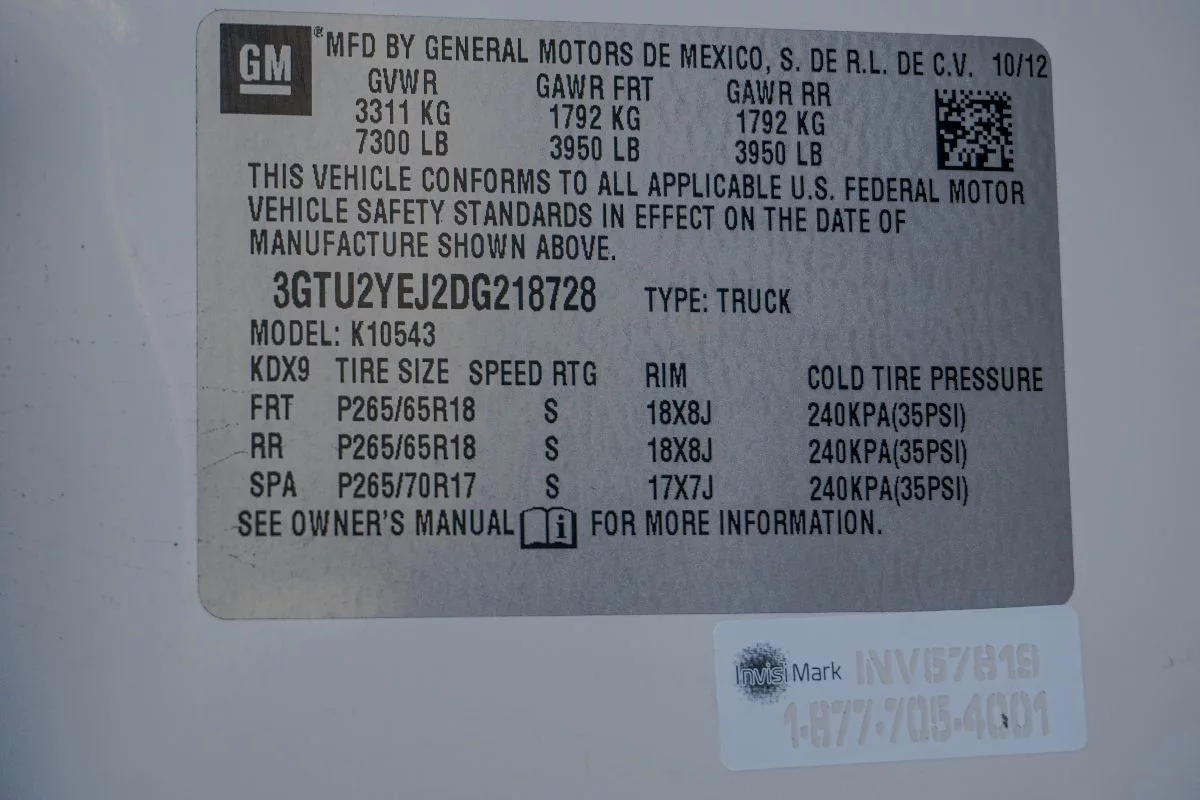 GM® MFD BY GENERAL MOTORS DE MEXICO, S. DE R.L. DE C.V. 10/12
GVWR GAWR FRT GAWR RR
3311 KG 1792 KG 1792 KG
7300 LB 3950 LB 3950 LB
THIS VEHICLE CONFORMS TO ALL APPLICABLE U.S. FEDERAL MOTOR
VEHICLE SAFETY STANDARDS IN EFFECT ON THE DATE OF
MANUFACTURE SHOWN ABOVE.
3GTU2YEJ2DG218728 TYPE: TRUCK
MODEL: K10543
KDX9 TIRE SIZE SPEED RTG RIM COLD TIRE PRESSURE
FRT P265/65R18 S 18X8J 240KPA(35PSI)
RR P265/65R18 S 18X8J 240KPA(35PSI)
SPA P265/70R17 S 17X7J 240KPA(35PSI)
SEE OWNER'S MANUAL i FOR MORE INFORMATION.
InvisiMark INV57819
1-877-705-4001